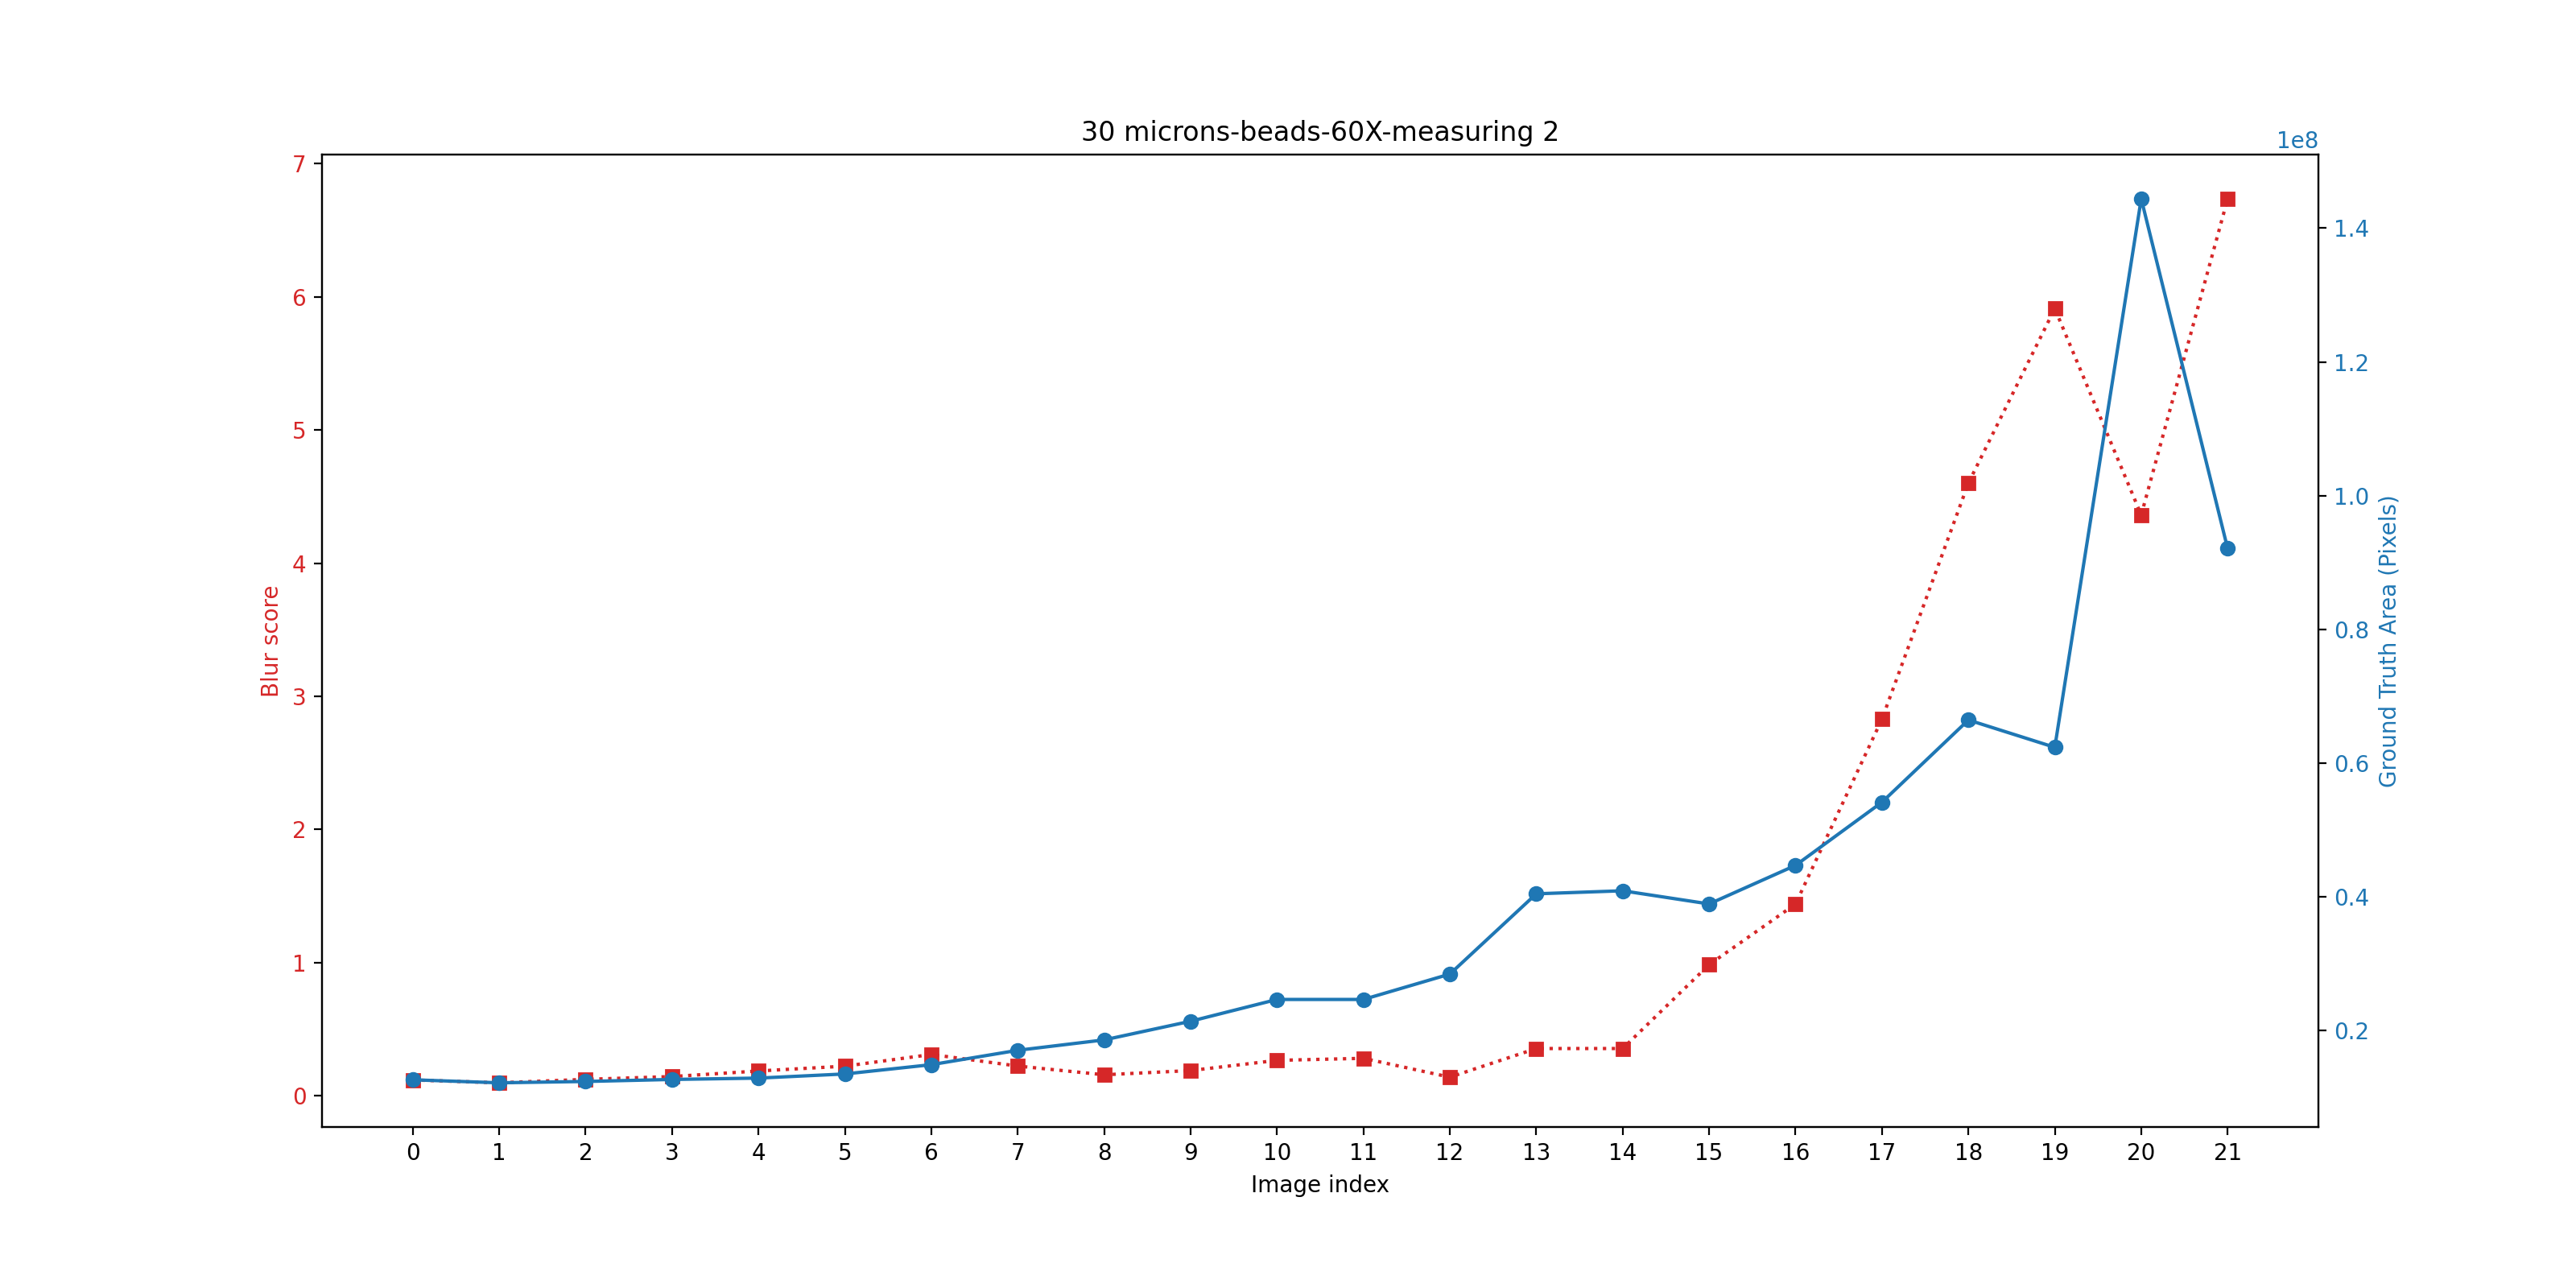 30 microns-beads-60X-measuring 2
1e8
7
6
5
4
3
2
1
0
Blur score
1.4
1.2
1.0
0.8
0.6
0.4
0.2
Ground Truth Area (Pixels)
0 1 2 3 4 5 6 7 8 9 10 11 12 13 14 15 16 17 18 19 20 21
Image index